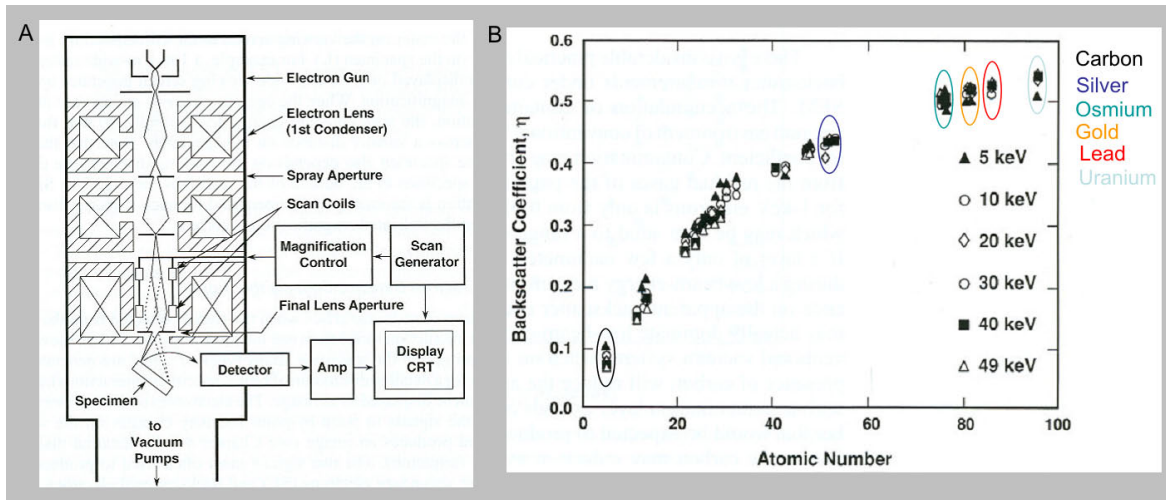 A
Electron Gun
Electron Lens
(1st Condenser)
Spray Aperture
Scan Coils
Magnification
Control
Scan
Generator
Final Lens Aperture
Detector
Amp
Display
CRT
Specimen
to
Vacuum
Pumps
B
Backscatter Coefficient, η
0.6
0.5
0.4
0.3
0.2
0.1
0.0
0
20
40
60
80
100
Atomic Number
5 keV
10 keV
20 keV
30 keV
40 keV
49 keV
Carbon
Silver
Osmium
Gold
Lead
Uranium